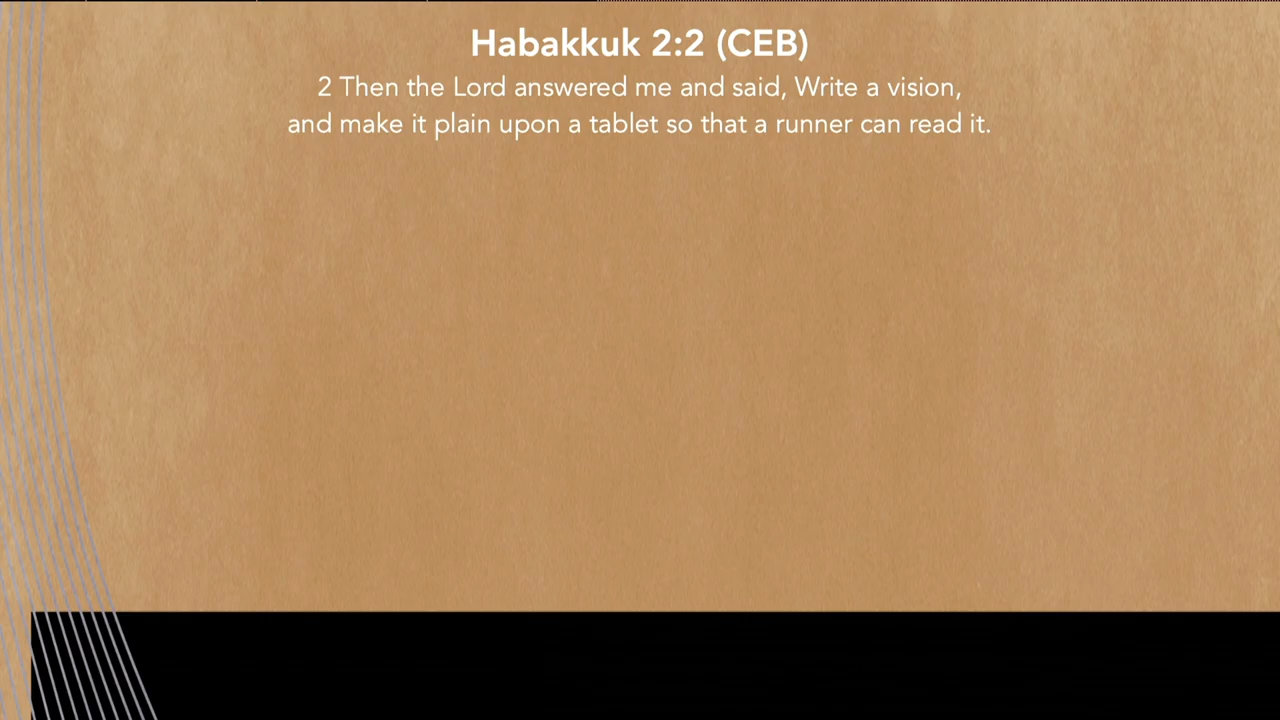 Habakkuk 2:2 (CEB)
2 Then the Lord answered me and said, Write a vision,
and make it plain upon a tablet so that a runner can read it.